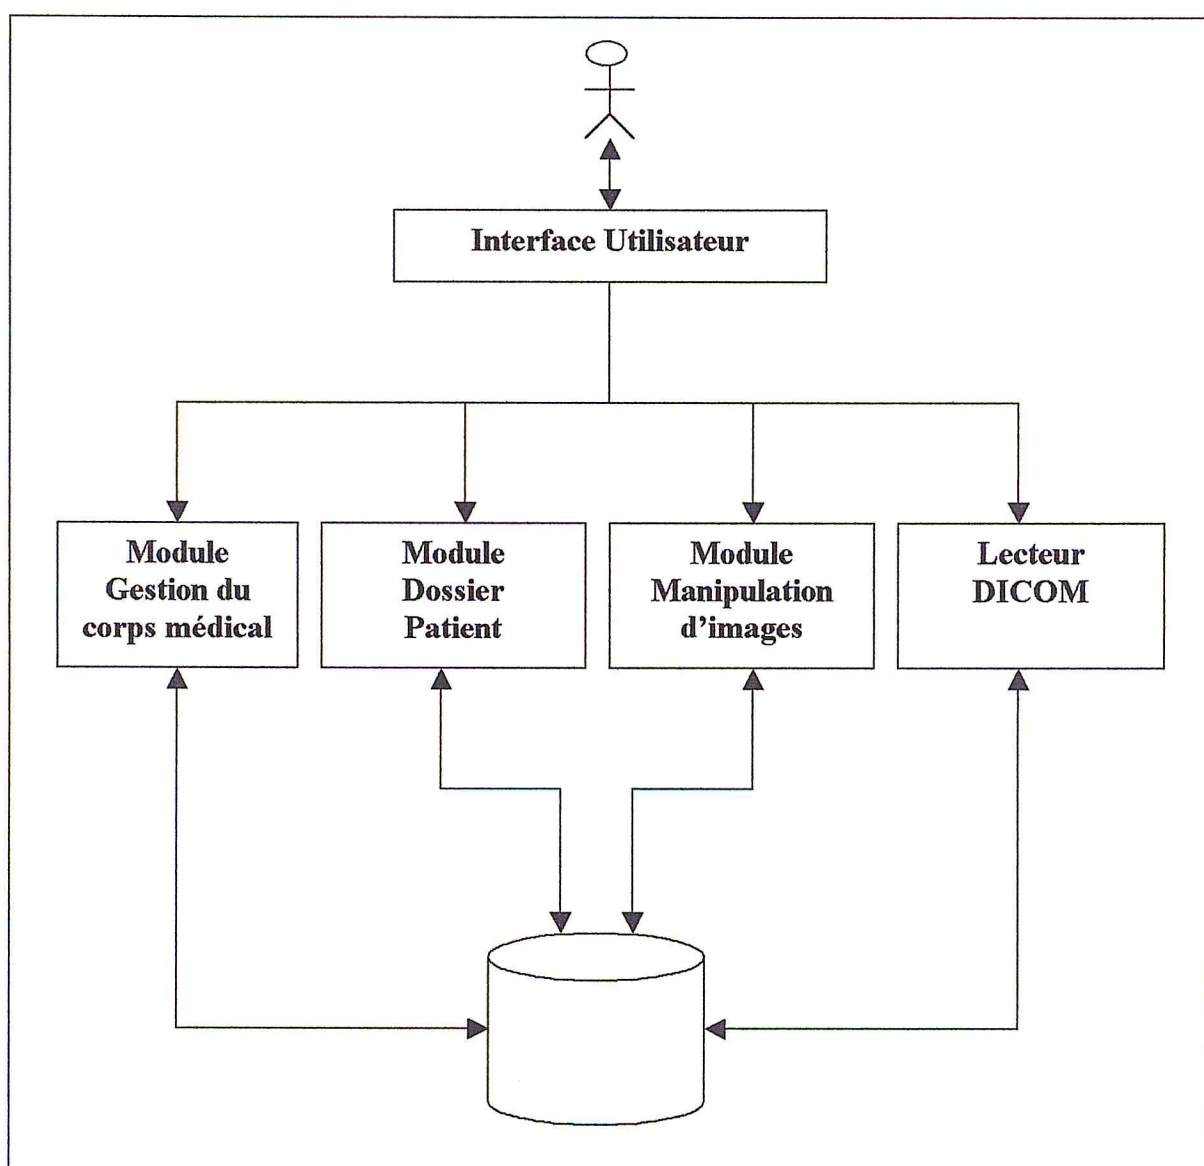 Interface Utilisateur
Module
Gestion du
corps médical
Module
Dossier
Patient
Module
Manipulation
d'images
Lecteur
DICOM